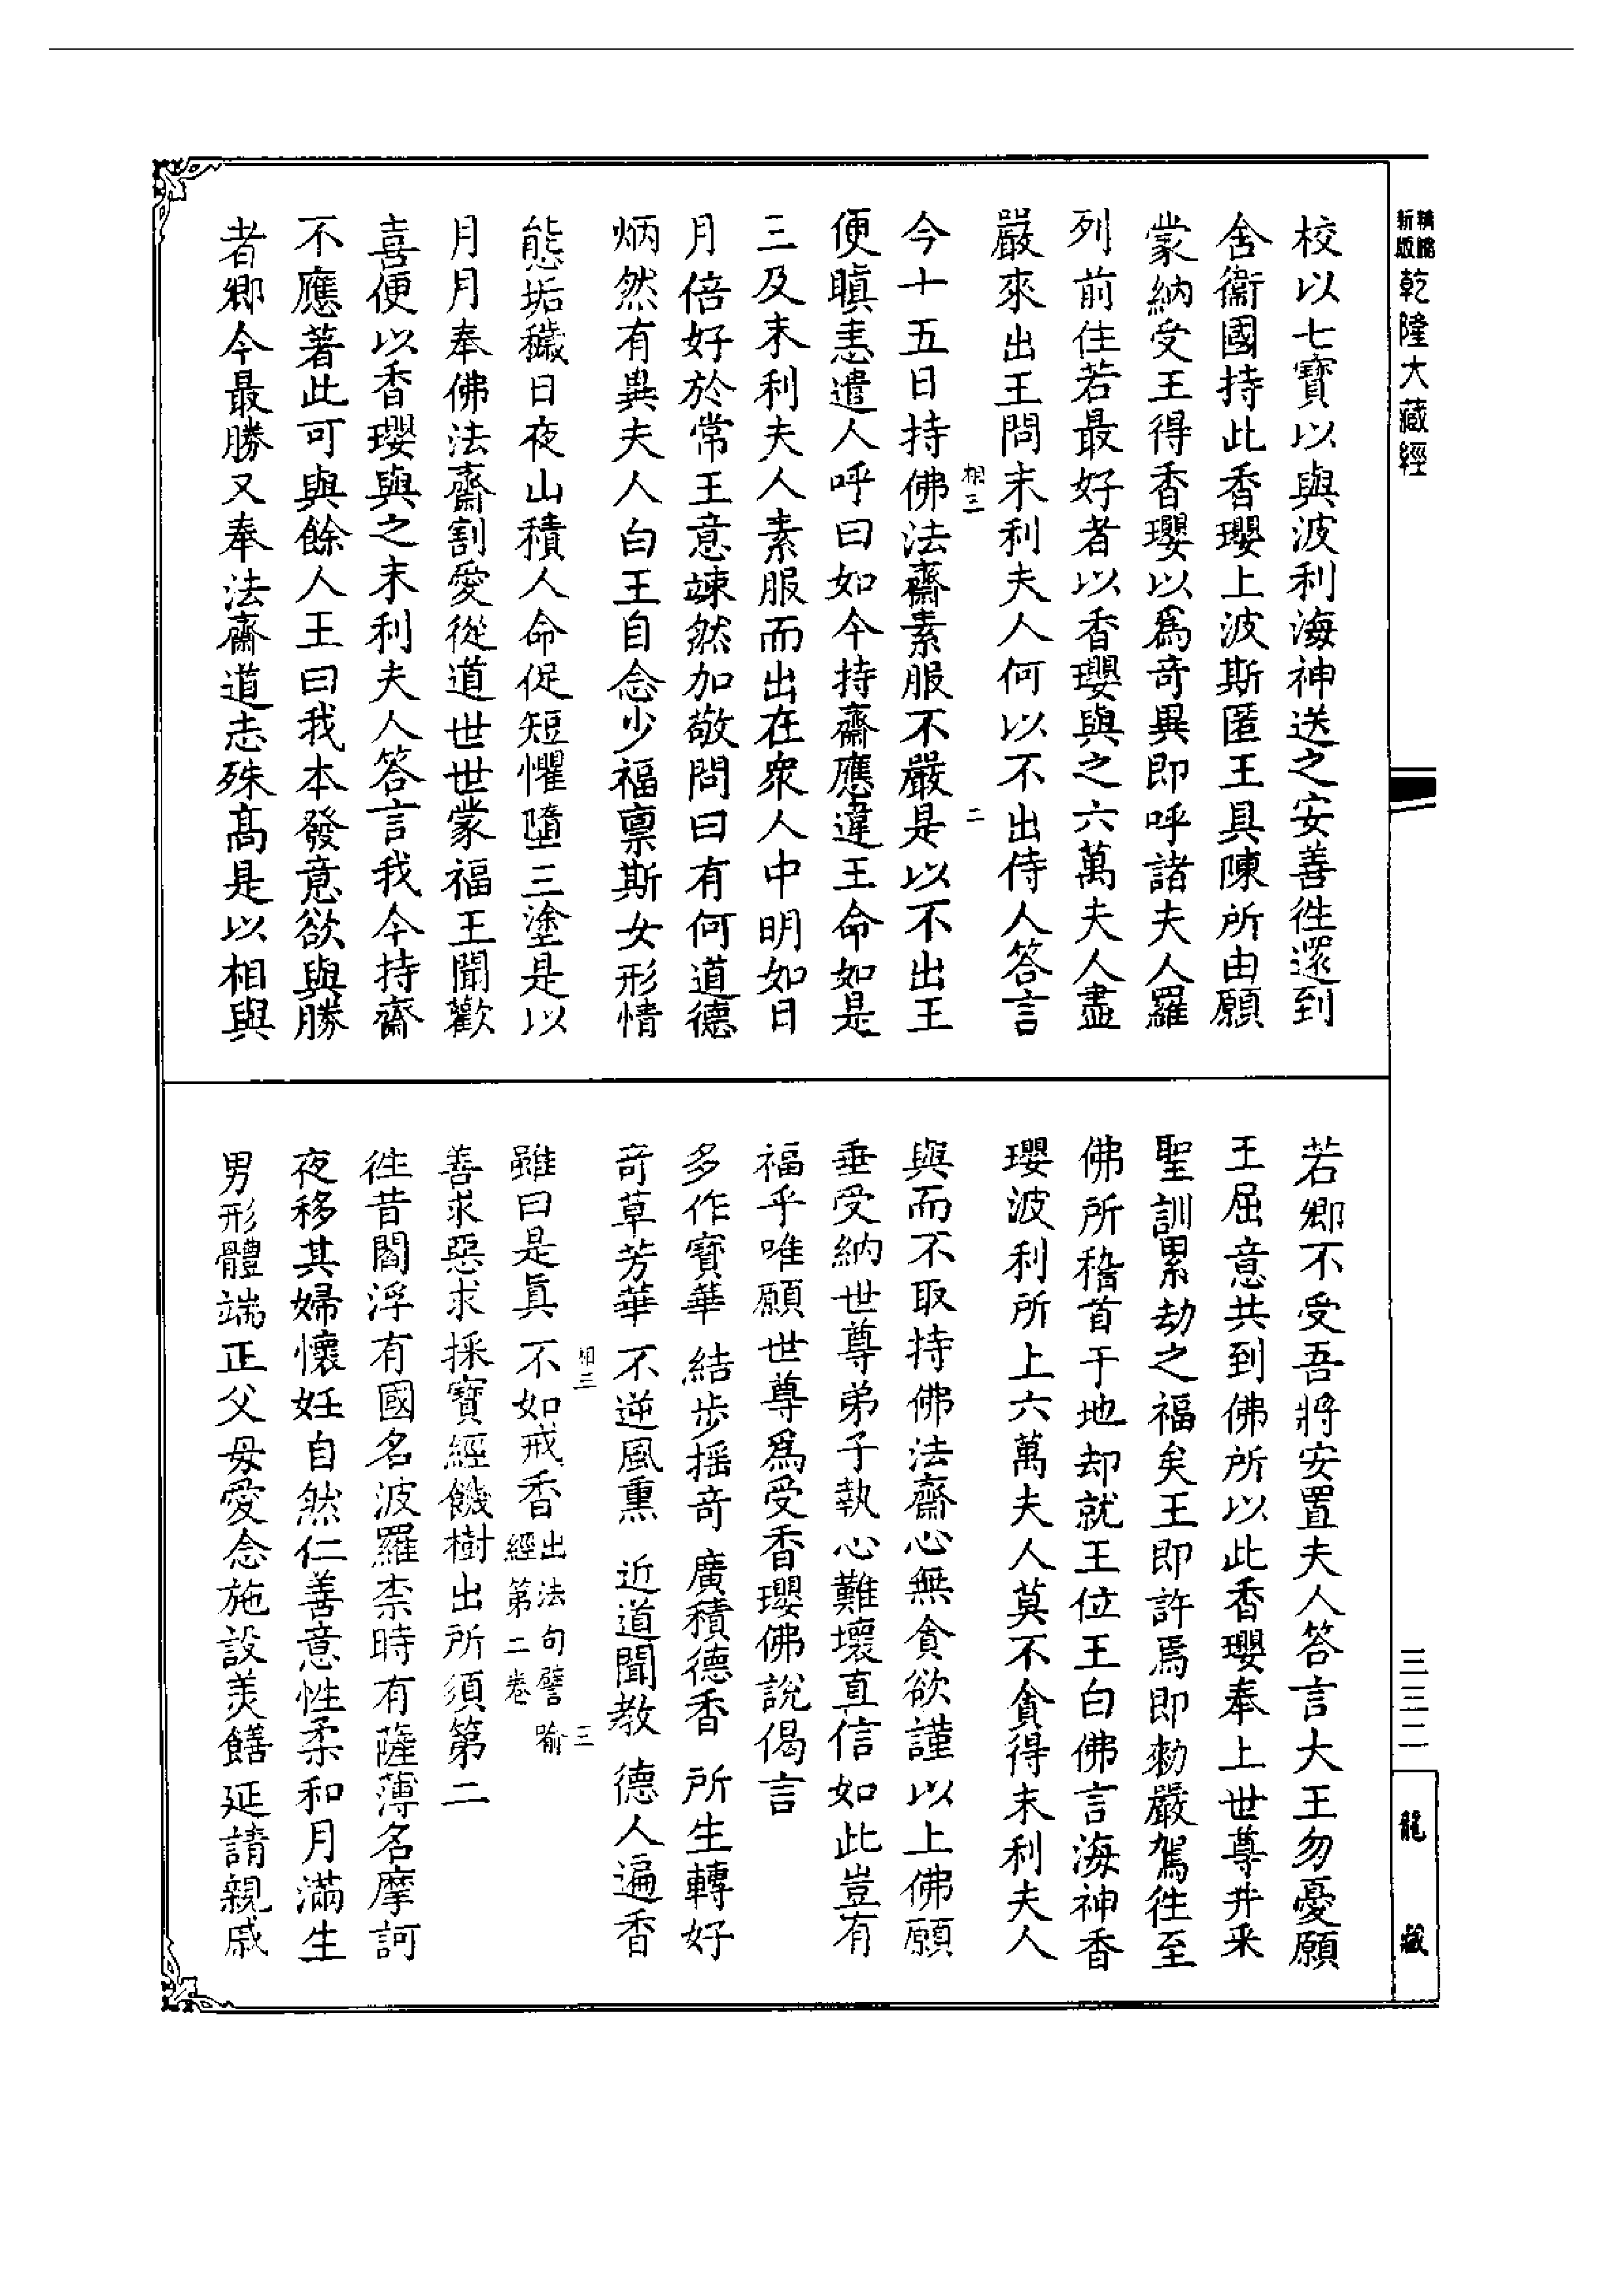 新版
精縮
乾隆大藏經
校以七寶以與波利海神送之安善徃還到
舍衞國持此香瓔上波斯匿王具陳所由願
蒙納受王得香瓔以為奇異即呼諸夫人羅
列前住若最好者以香瓔與之六萬夫人盡
嚴來出王問末利夫人何以不出侍人答言
相三
二
今十五日持佛法齋素服不嚴是以不出王
便瞋恚遣人呼曰如今持齋應違王命如是
三及末利夫人素服而出在衆人中明如日
月倍好於常王意竦然加敬問曰有何道德
炳然有異夫人白王自念少福禀斯女形情
態垢穢日夜山積人命促短懼墮三塗是以
月月奉佛法齋割愛從道世世蒙福王聞歡
喜便以香瓔與之末利夫人答言我今持齋
不應著此可與餘人王曰我本發意欲與勝
者卿今最勝又奉法齋道志殊高是以相與
若卿不受吾將安置夫人答言大王勿憂願
王屈意共到佛所以此香瓔奉上世尊并采
聖訓累劫之福矣王即許焉即勑嚴駕徃至
佛所稽首于地却就王位王白佛言海神香
瓔波利所上六萬夫人莫不貪得末利夫人
與而不取持佛法齋心無貪欲謹以上佛願
垂受納世尊弟子執心難壞直信如此豈有
福乎唯願世尊為受香瓔佛說偈言
多作寶華 結步摇奇 廣積德香 所生轉好
奇草芳華 不逆風熏 近道聞教 德人遍香
相三
三
雖曰是真 不如戒香 出法句譬喻
經第二卷
善求惡求採寶經饑樹出所須第二
徃昔閻浮有國名波羅柰時有薩薄名摩訶
夜移其婦懷妊自然仁善意性柔和月滿生
男形體端正父母愛念施設美饍延請親戚
三三二
龍藏